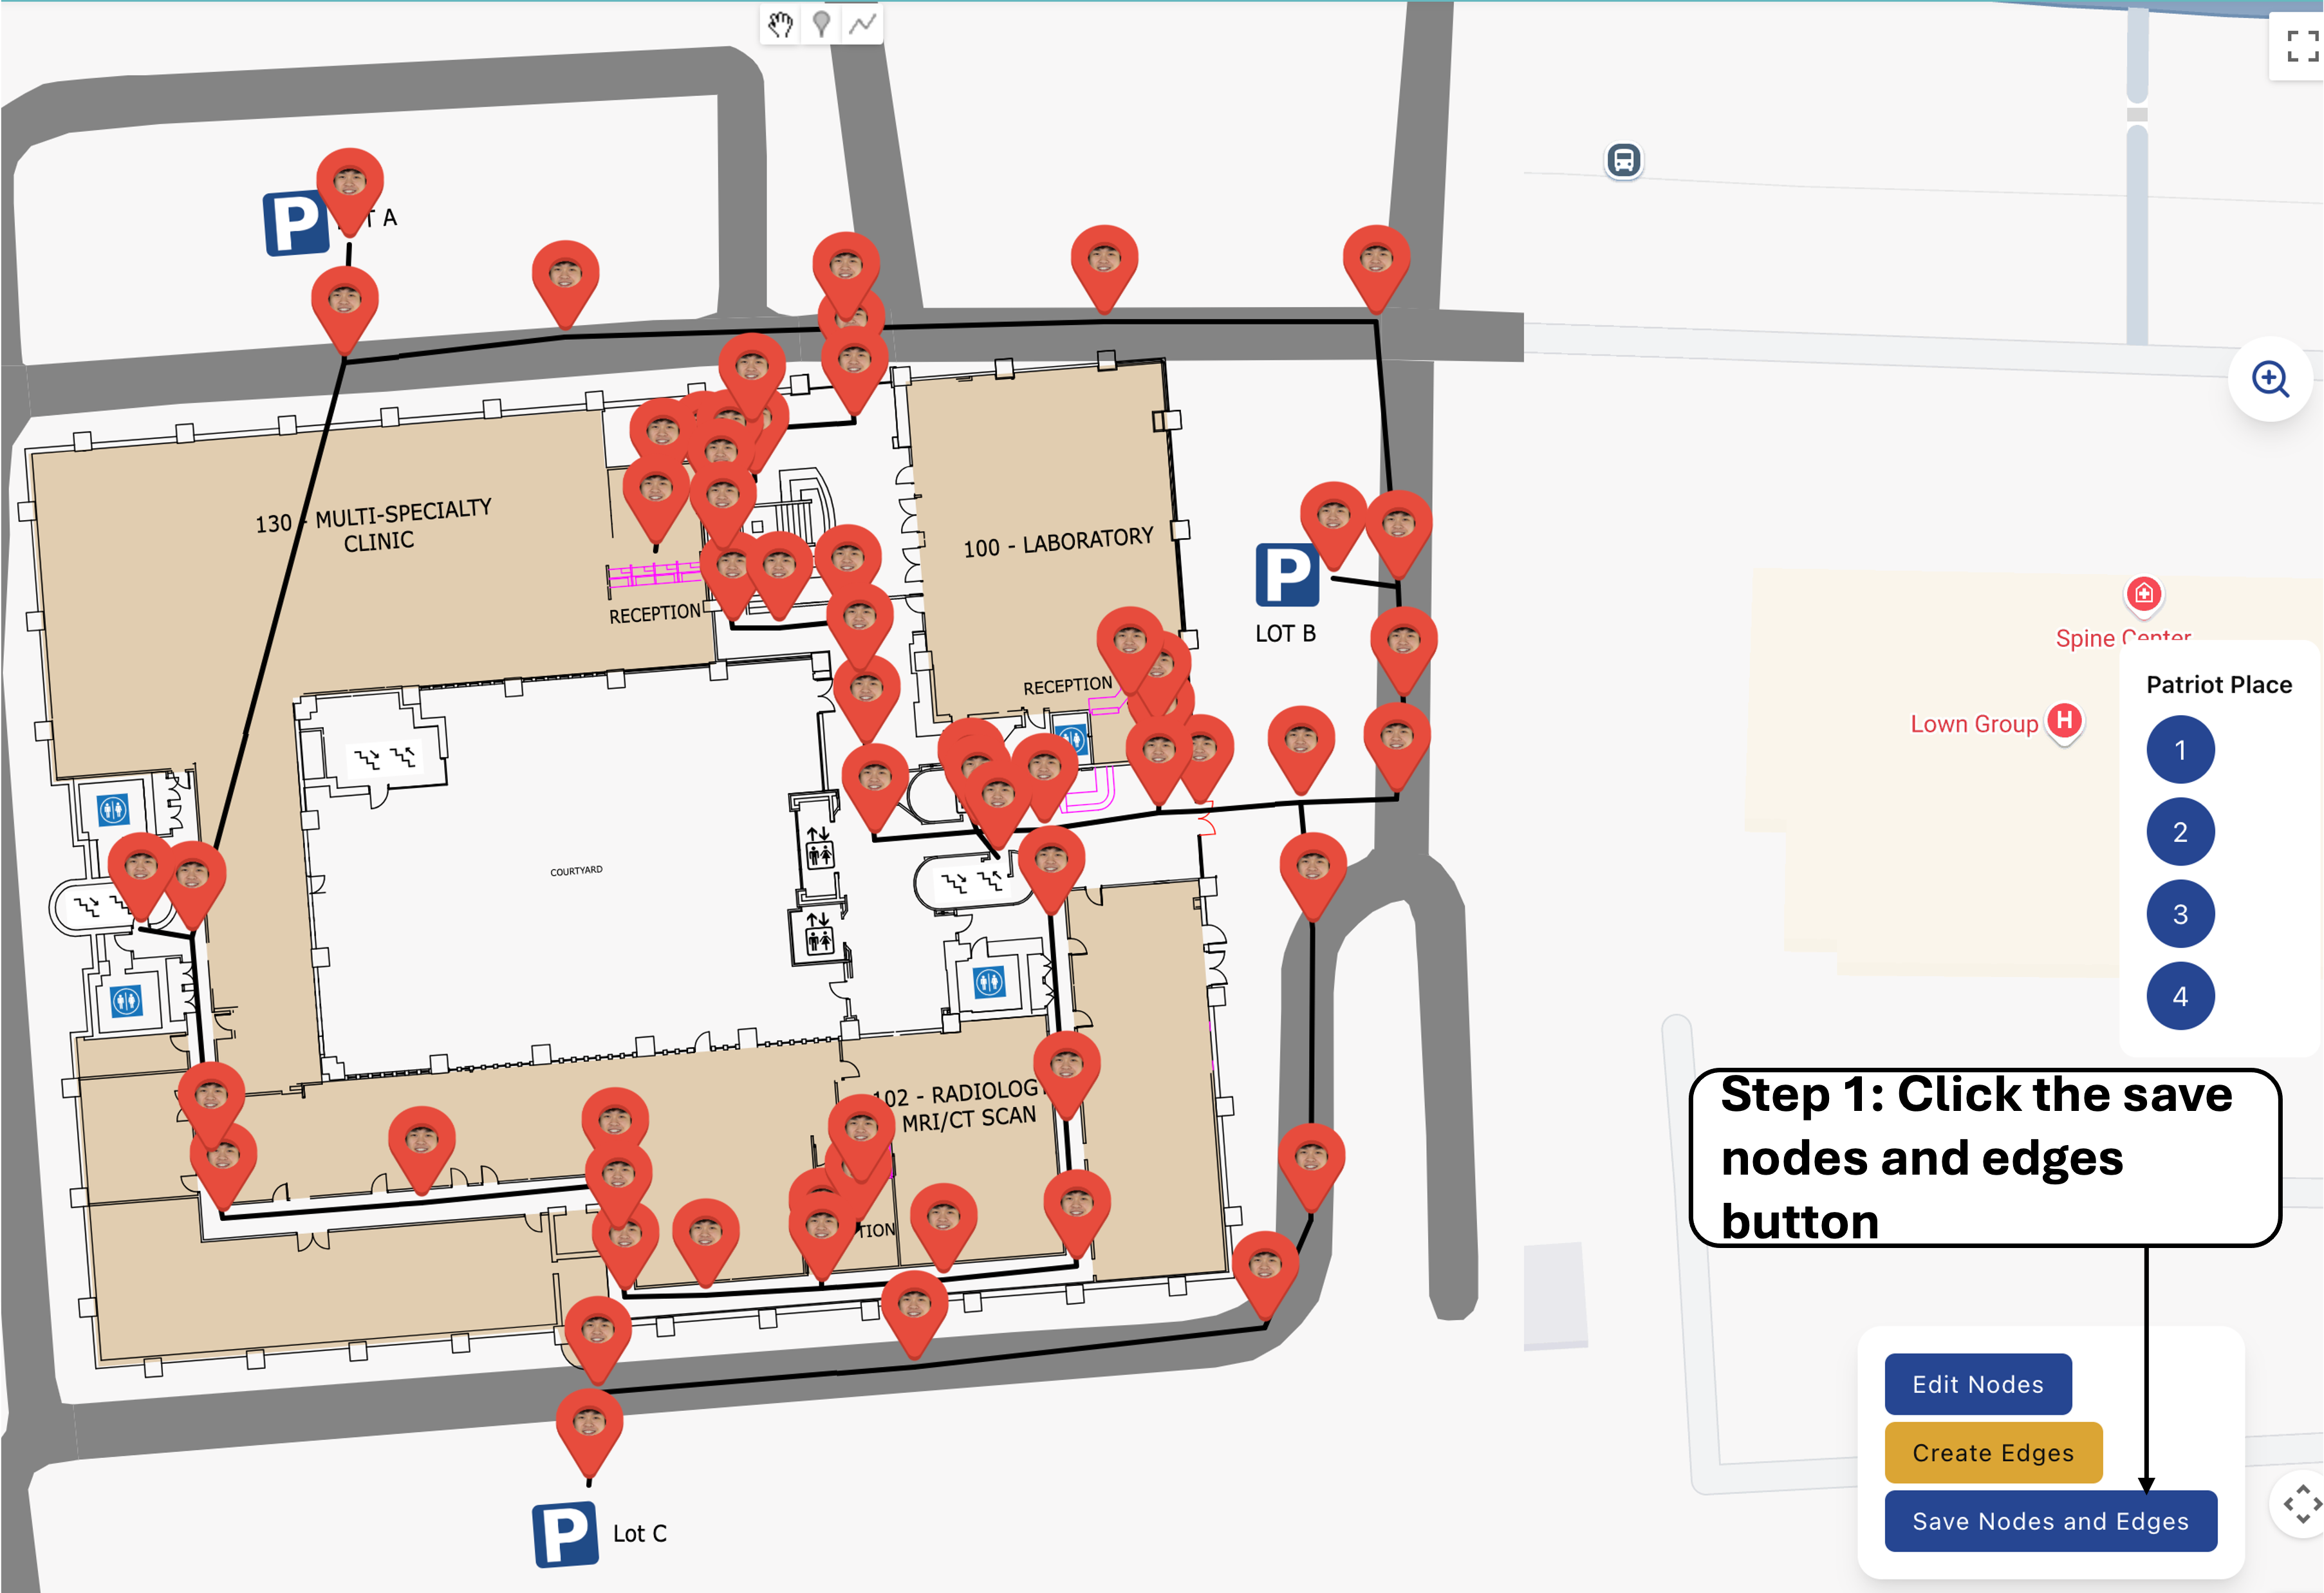 P
T A
130 - MULTI-SPECIALTY
CLINIC
100 - LABORATORY
P
RECEPTION
LOT B
Spine Center
RECEPTION
Patriot Place
Lown Group
H
1
2
3
4
COURTYARD
102 - RADIOLOG
MRI/CT SCAN
Step 1: Click the save
nodes and edges
button
TION
Edit Nodes
Create Edges
Save Nodes and Edges
P
Lot C